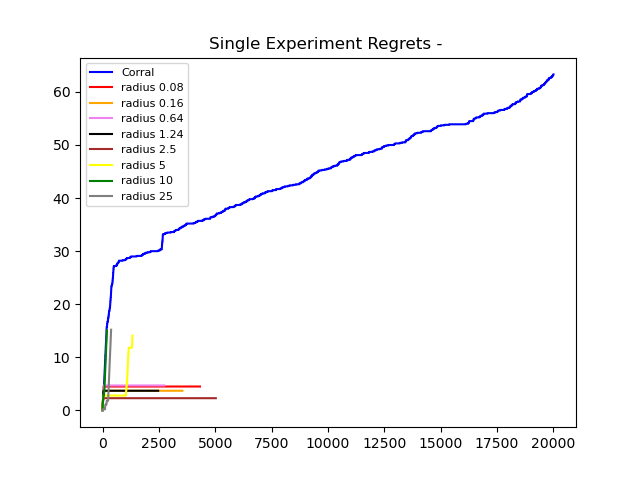 Single Experiment Regrets -
Corral
radius 0.08
radius 0.16
radius 0.64
radius 1.24
radius 2.5
radius 5
radius 10
radius 25
60
50
40
30
20
10
0
0 2500 5000 7500 10000 12500 15000 17500 20000